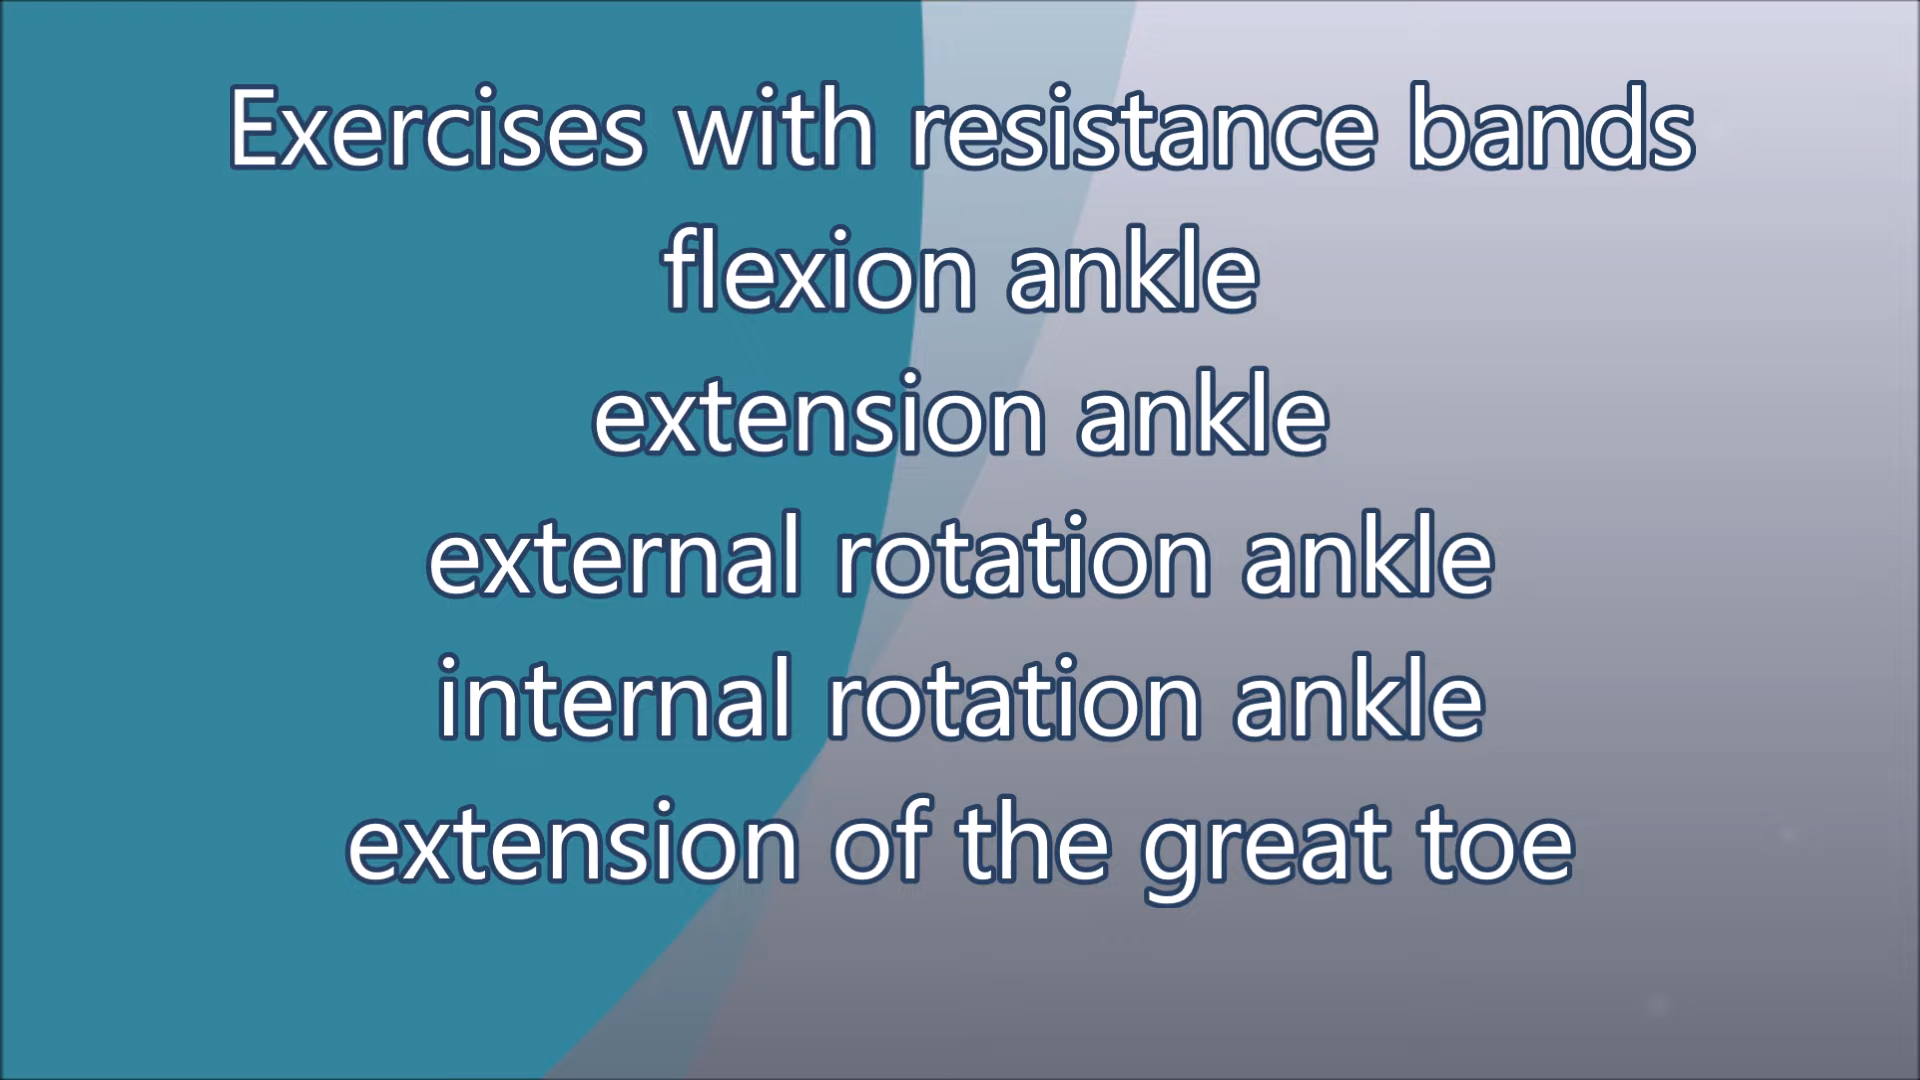 Exercises with resistance bands
flexion ankle
extension ankle
external rotation ankle
internal rotation ankle
extension of the great toe